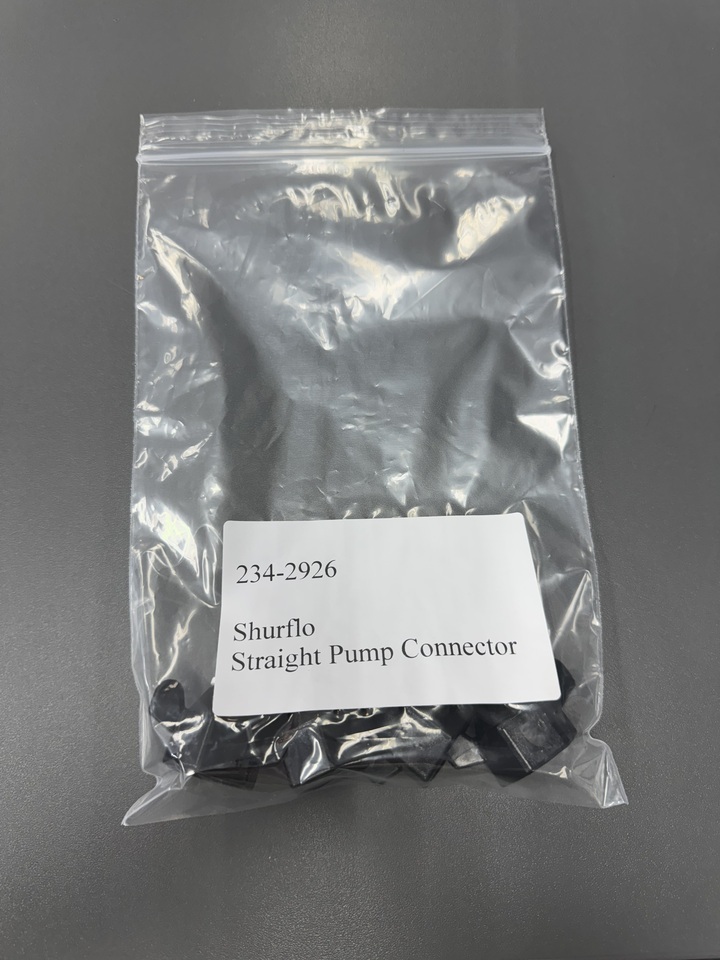 234-2926
Shurflo
Straight Pump Connector